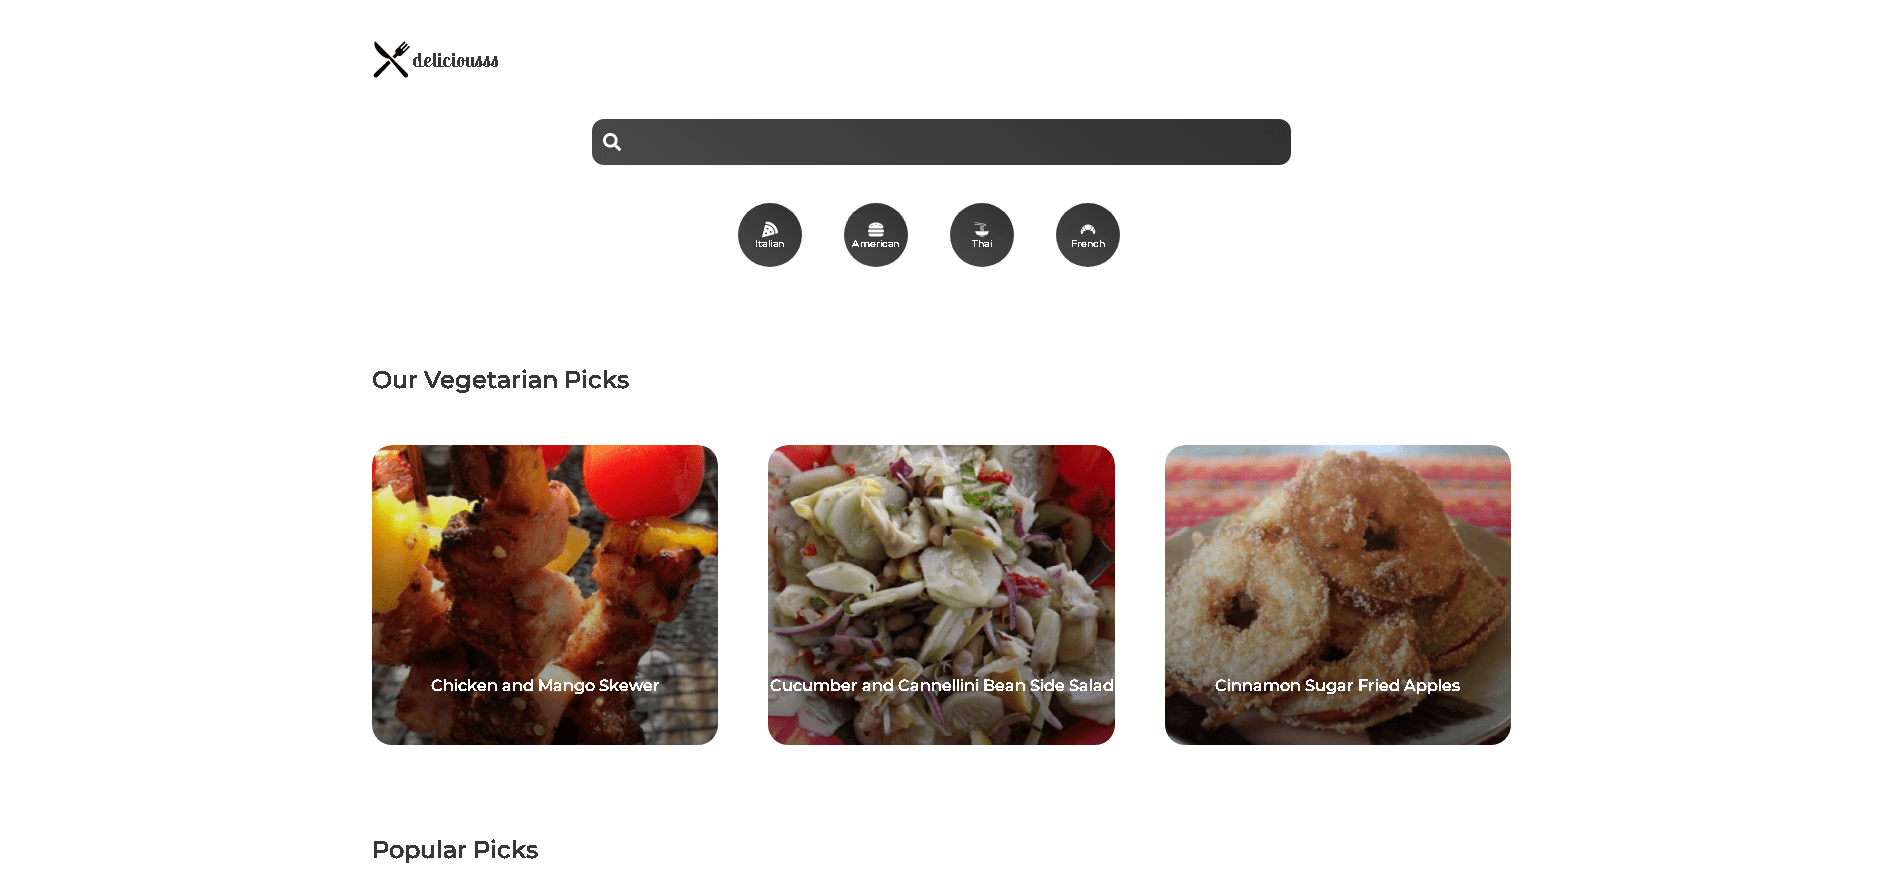 deliciousss
Italian
American
Thai
French
Our Vegetarian Picks
Chicken and Mango Skewer
Cucumber and Cannellini Bean Side Salad
Cinnamon Sugar Fried Apples
Popular Picks